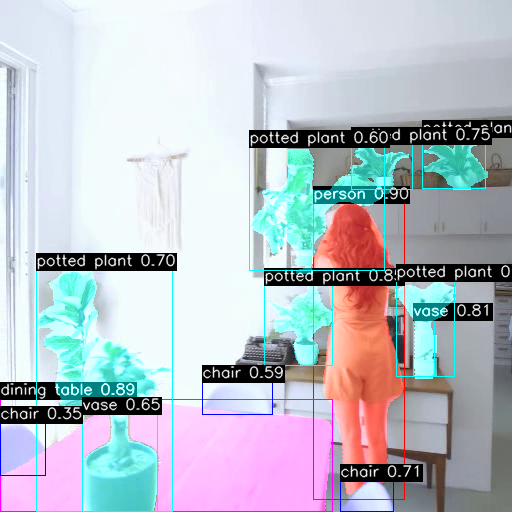 potted plant 0.60
d plant 0.75
person 0.90
potted plant 0.70
potted plant 0.8
potted plant 0
vase 0.81
chair 0.59
dining table 0.89
vase 0.65
chair 0.35
chair 0.71